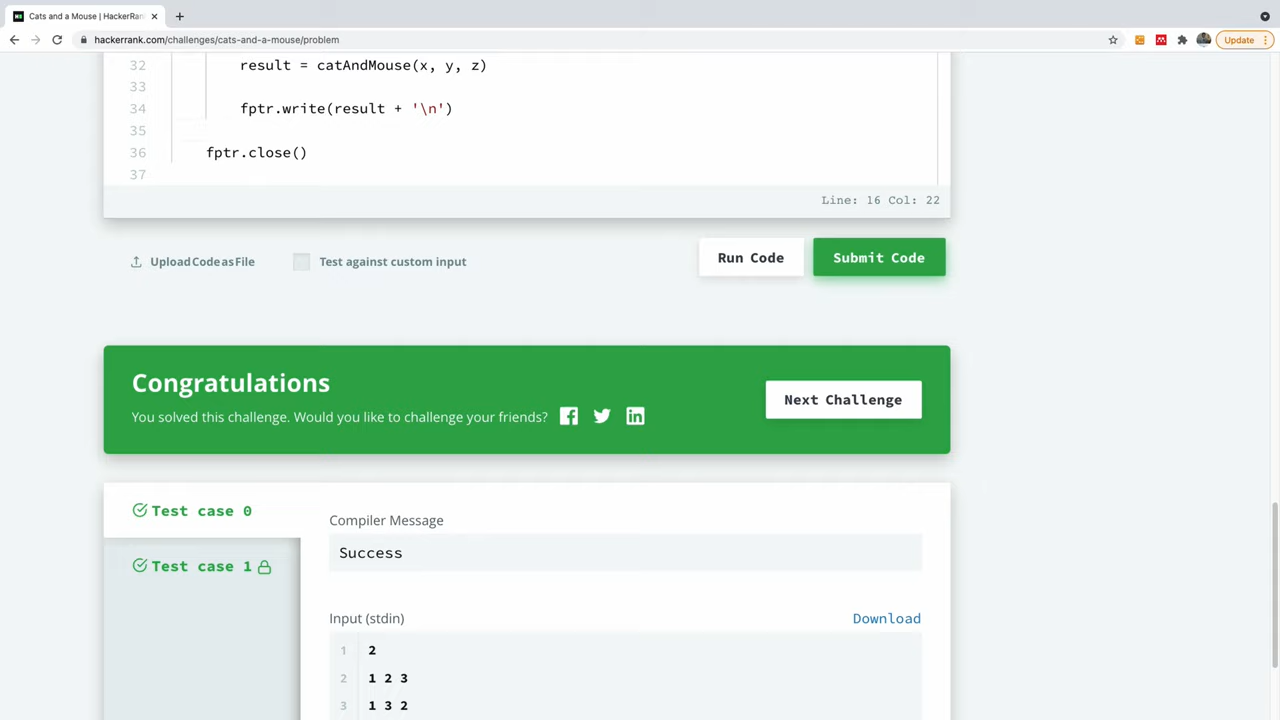 Cats and a Mouse | HackerRan
hackerrank.com/challenges/cats-and-a-mouse/problem
Update
32 result = catAndMouse(x, y, z)
33
34 fptr.write(result + '\n')
35
36 fptr.close()
37
Line: 16 Col: 22
Upload Code as File
Test against custom input
Run Code
Submit Code
Congratulations
You solved this challenge. Would you like to challenge your friends?
Next Challenge
Test case 0
Test case 1
Compiler Message
Success
Input (stdin)
Download
1 2
2 1 2 3
3 1 3 2